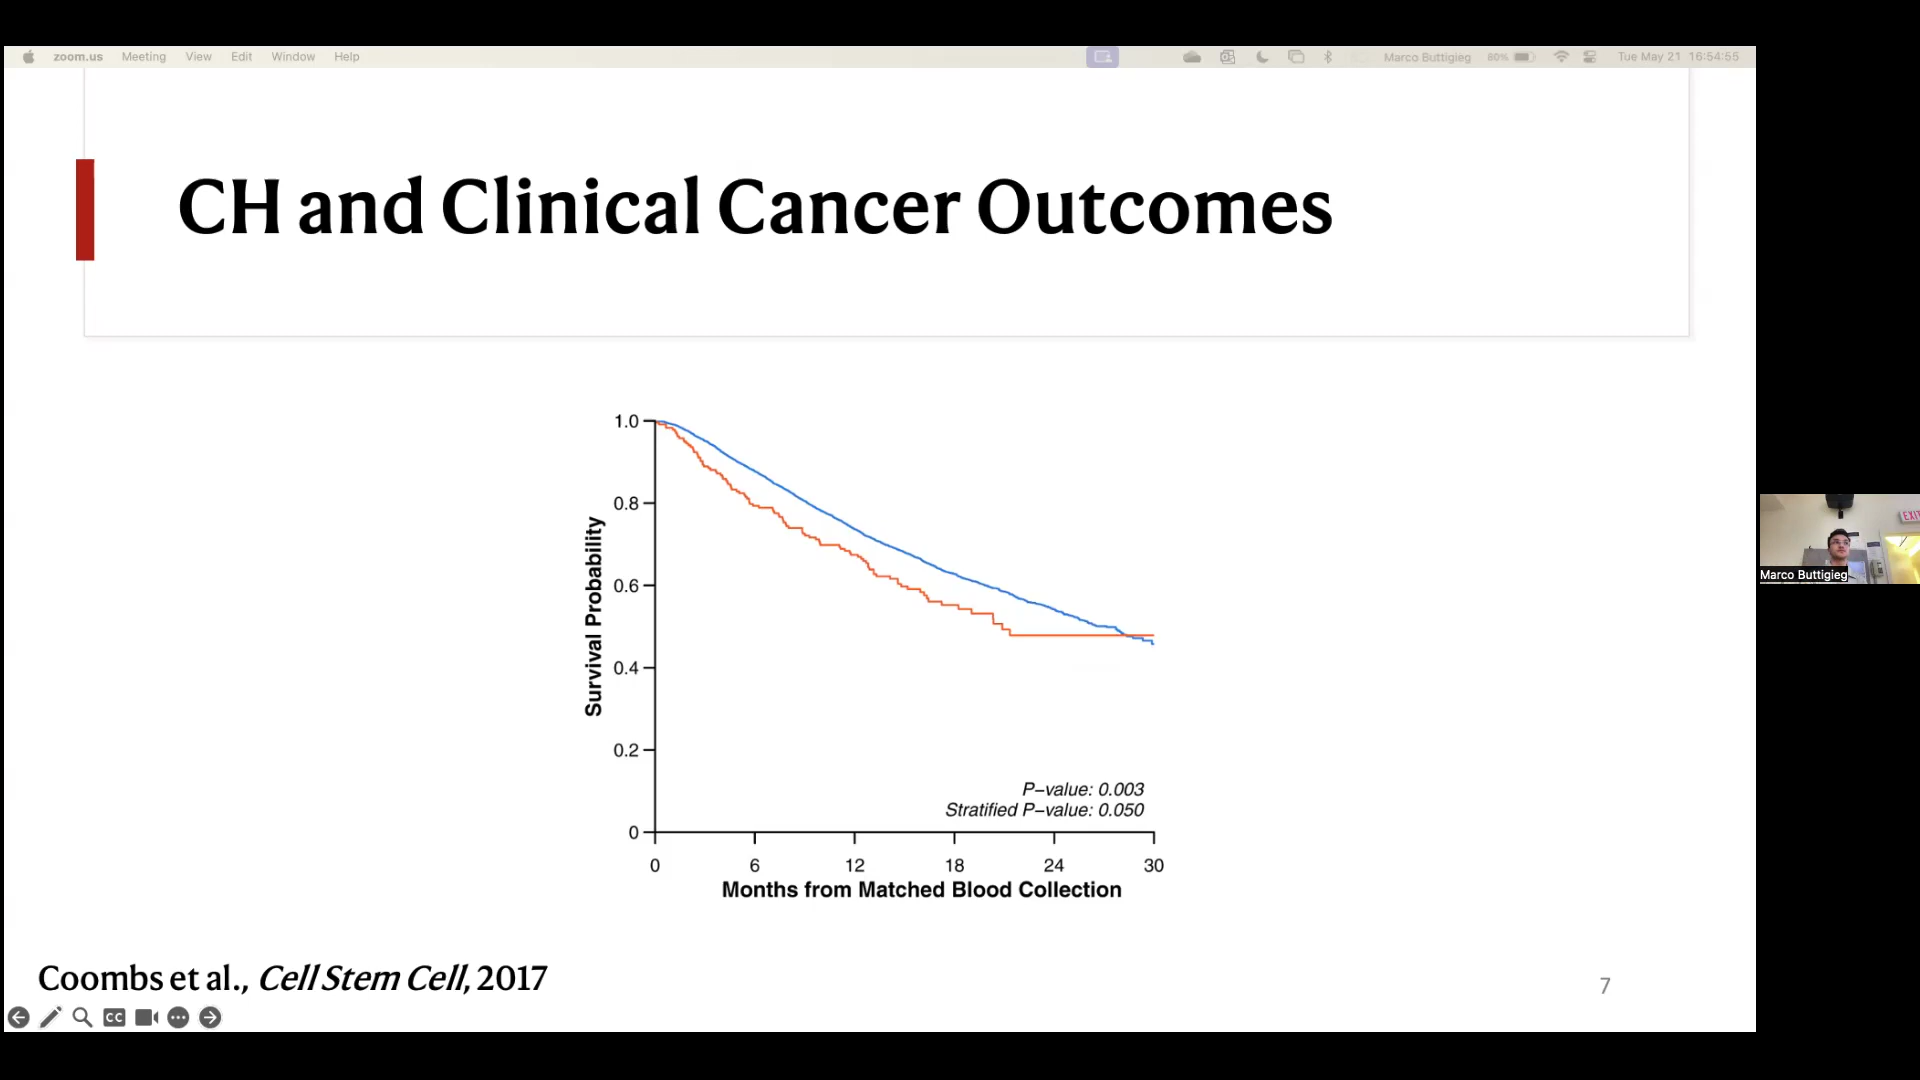 zoom.us Meeting View Edit Window Help Marco Buttigieg 80% Tue May 21 16:54:55
CH and Clinical Cancer Outcomes
1.0
0.8
0.6
0.4
0.2
0
Survival Probability
P–value: 0.003
Stratified P–value: 0.050
0 6 12 18 24 30
Months from Matched Blood Collection
Coombs et al., Cell Stem Cell, 2017
7
CC
EXIT
Marco Buttigieg